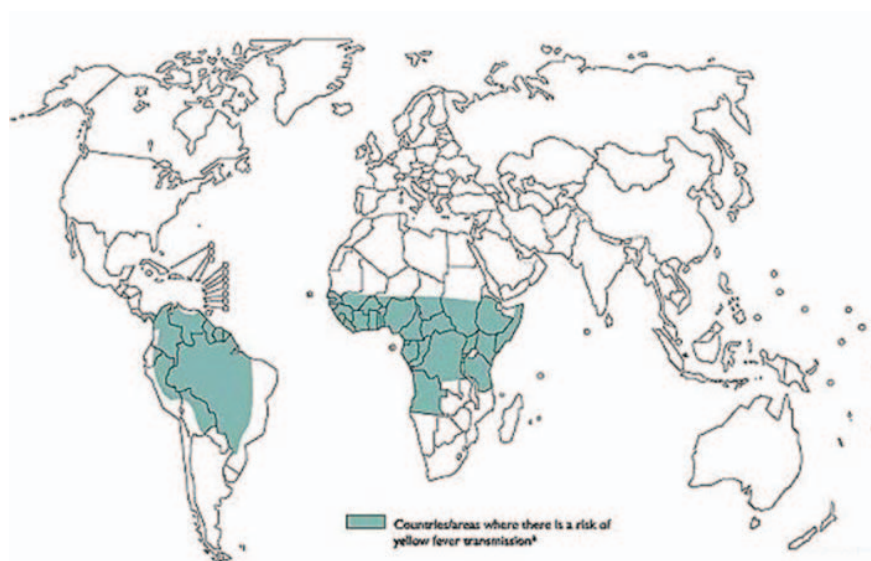 Countries/areas where there is a risk of
yellow fever transmission*